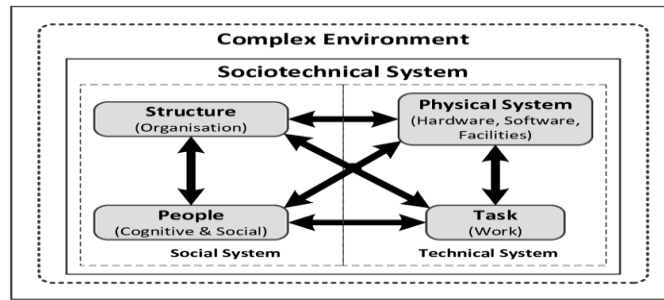 Complex Environment
Sociotechnical System
Structure
(Organisation)
Physical System
(Hardware, Software,
Facilities)
People
(Cognitive & Social)
Task
(Work)
Social System
Technical System